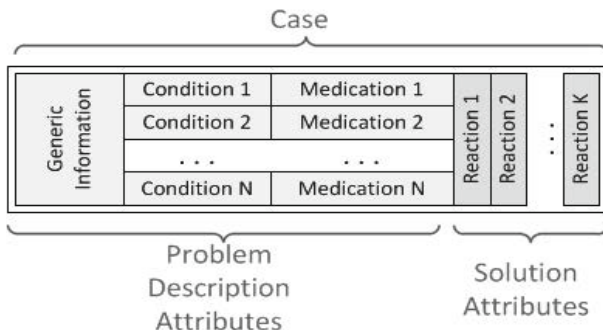 Case
Generic
Information
Condition 1
Medication 1
Condition 2
Medication 2
. . .
. . .
Condition N
Medication N
Reaction 1
Reaction 2
. . .
Reaction K
Problem
Description
Attributes
Solution
Attributes